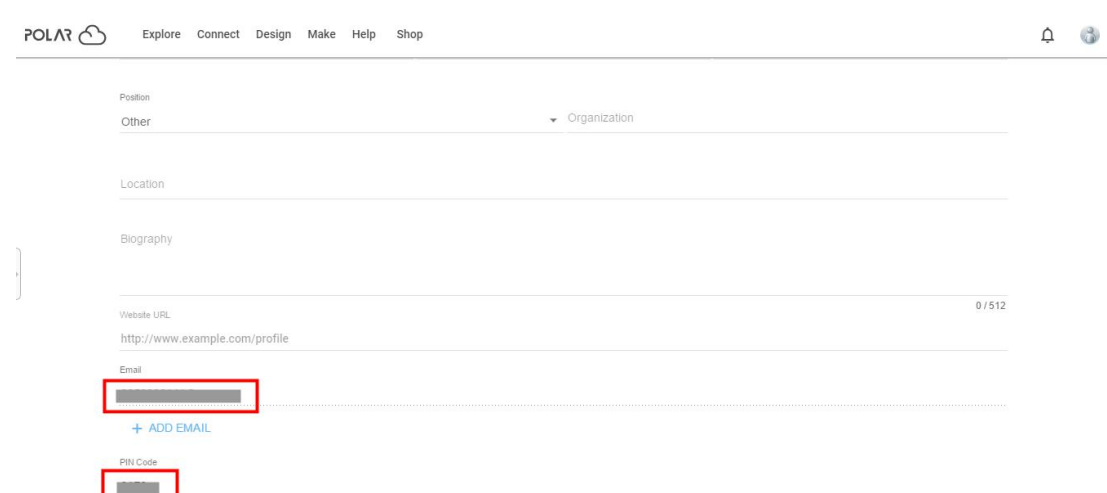 POLAR Explore Connect Design Make Help Shop
Position
Other Organization
Location
Biography
0 / 512
Website URL
http://www.example.com/profile
Email
+ ADD EMAIL
PIN Code